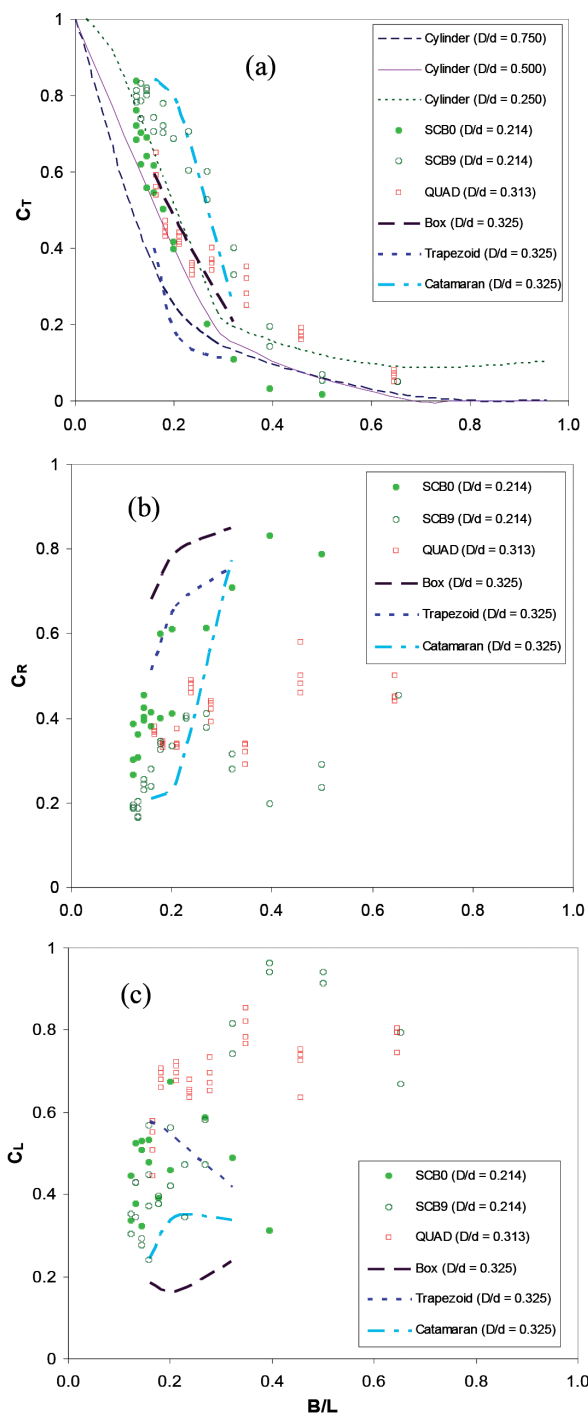 (a)
C_T
1
0.8
0.6
0.4
0.2
0
0.0
0.2
0.4
0.6
0.8
1.0
Cylinder (D/d = 0.750)
Cylinder (D/d = 0.500)
Cylinder (D/d = 0.250)
SCB0 (D/d = 0.214)
SCB9 (D/d = 0.214)
QUAD (D/d = 0.313)
Box (D/d = 0.325)
Trapezoid (D/d = 0.325)
Catamaran (D/d = 0.325)
(b)
C_R
1
0.8
0.6
0.4
0.2
0
0.0
0.2
0.4
0.6
0.8
1.0
SCB0 (D/d = 0.214)
SCB9 (D/d = 0.214)
QUAD (D/d = 0.313)
Box (D/d = 0.325)
Trapezoid (D/d = 0.325)
Catamaran (D/d = 0.325)
(c)
C_L
1
0.8
0.6
0.4
0.2
0
0.0
0.2
0.4
0.6
0.8
1.0
SCB0 (D/d = 0.214)
SCB9 (D/d = 0.214)
QUAD (D/d = 0.313)
Box (D/d = 0.325)
Trapezoid (D/d = 0.325)
Catamaran (D/d = 0.325)
B/L